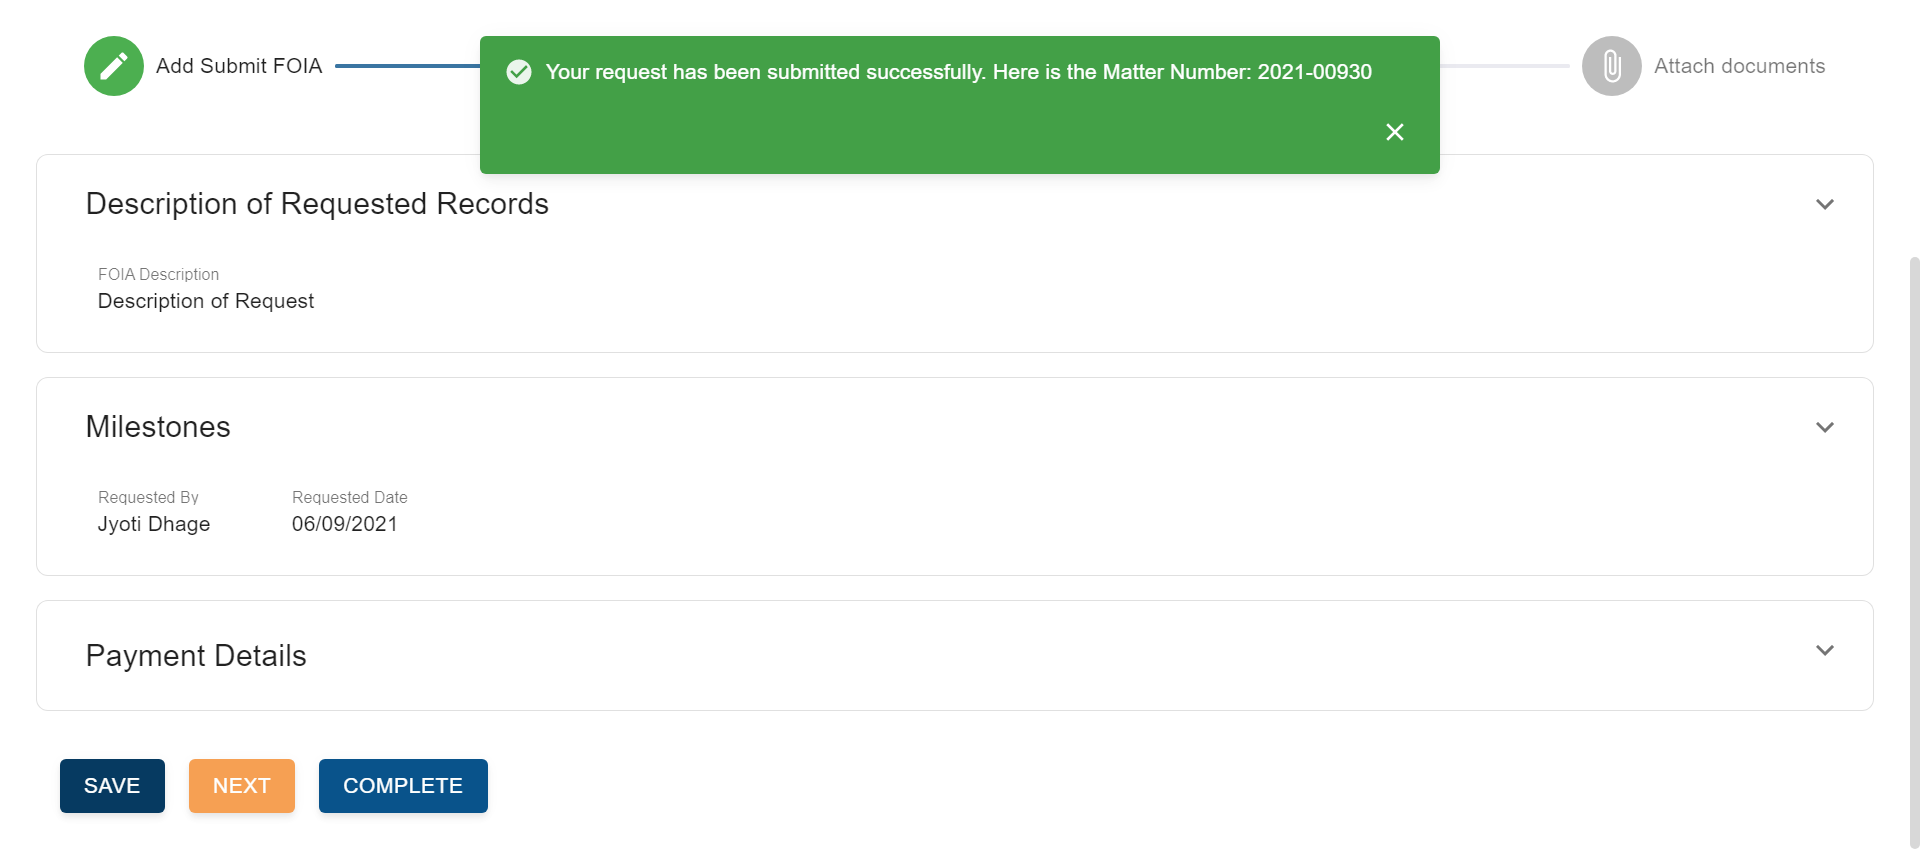 Add Submit FOIA
Your request has been submitted successfully. Here is the Matter Number: 2021-00930
Attach documents
Description of Requested Records
FOIA Description
Description of Request
Milestones
Requested By Requested Date
Jyoti Dhage 06/09/2021
Payment Details
SAVE NEXT COMPLETE